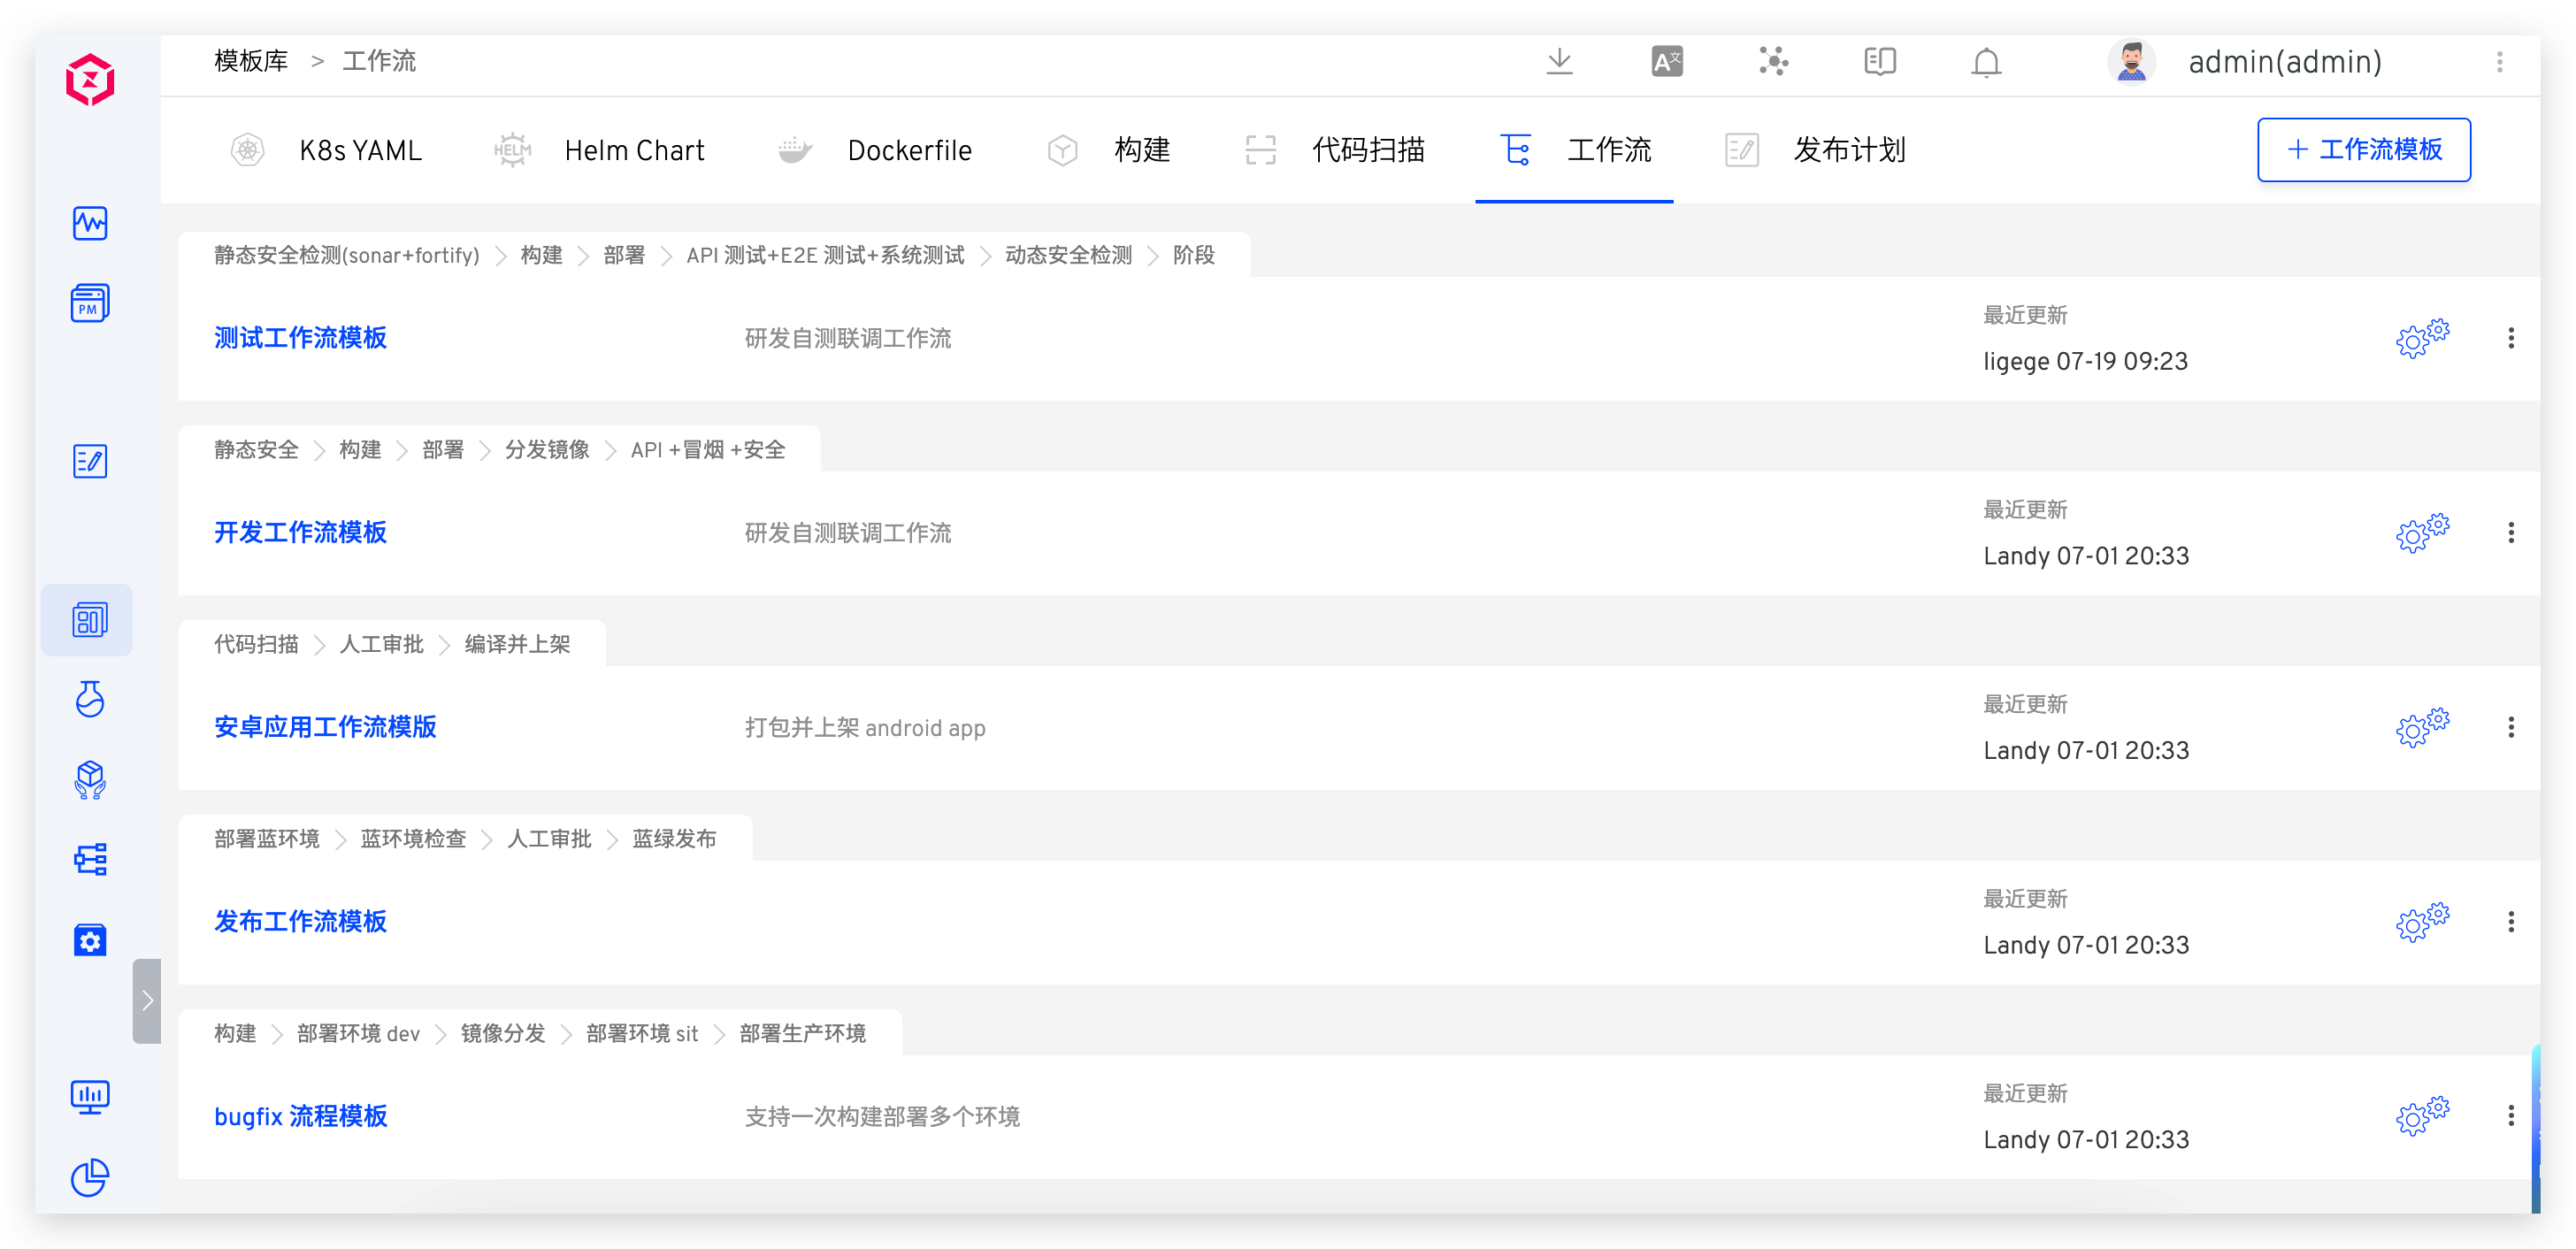 模板库 > 工作流
admin(admin)
K8s YAML
Helm Chart
Dockerfile
构建
代码扫描
工作流
发布计划
+ 工作流模板
静态安全检测(sonar+fortify) > 构建 > 部署 > API 测试+E2E 测试+系统测试 > 动态安全检测 > 阶段
测试工作流模板
研发自测联调工作流
最近更新
ligege 07-19 09:23
静态安全 > 构建 > 部署 > 分发镜像 > API +冒烟 +安全
开发工作流模板
研发自测联调工作流
最近更新
Landy 07-01 20:33
代码扫描 > 人工审批 > 编译并上架
安卓应用工作流模版
打包并上架 android app
最近更新
Landy 07-01 20:33
部署蓝环境 > 蓝环境检查 > 人工审批 > 蓝绿发布
发布工作流模板
最近更新
Landy 07-01 20:33
构建 > 部署环境 dev > 镜像分发 > 部署环境 sit > 部署生产环境
bugfix 流程模板
支持一次构建部署多个环境
最近更新
Landy 07-01 20:33
PM
HELM
A文